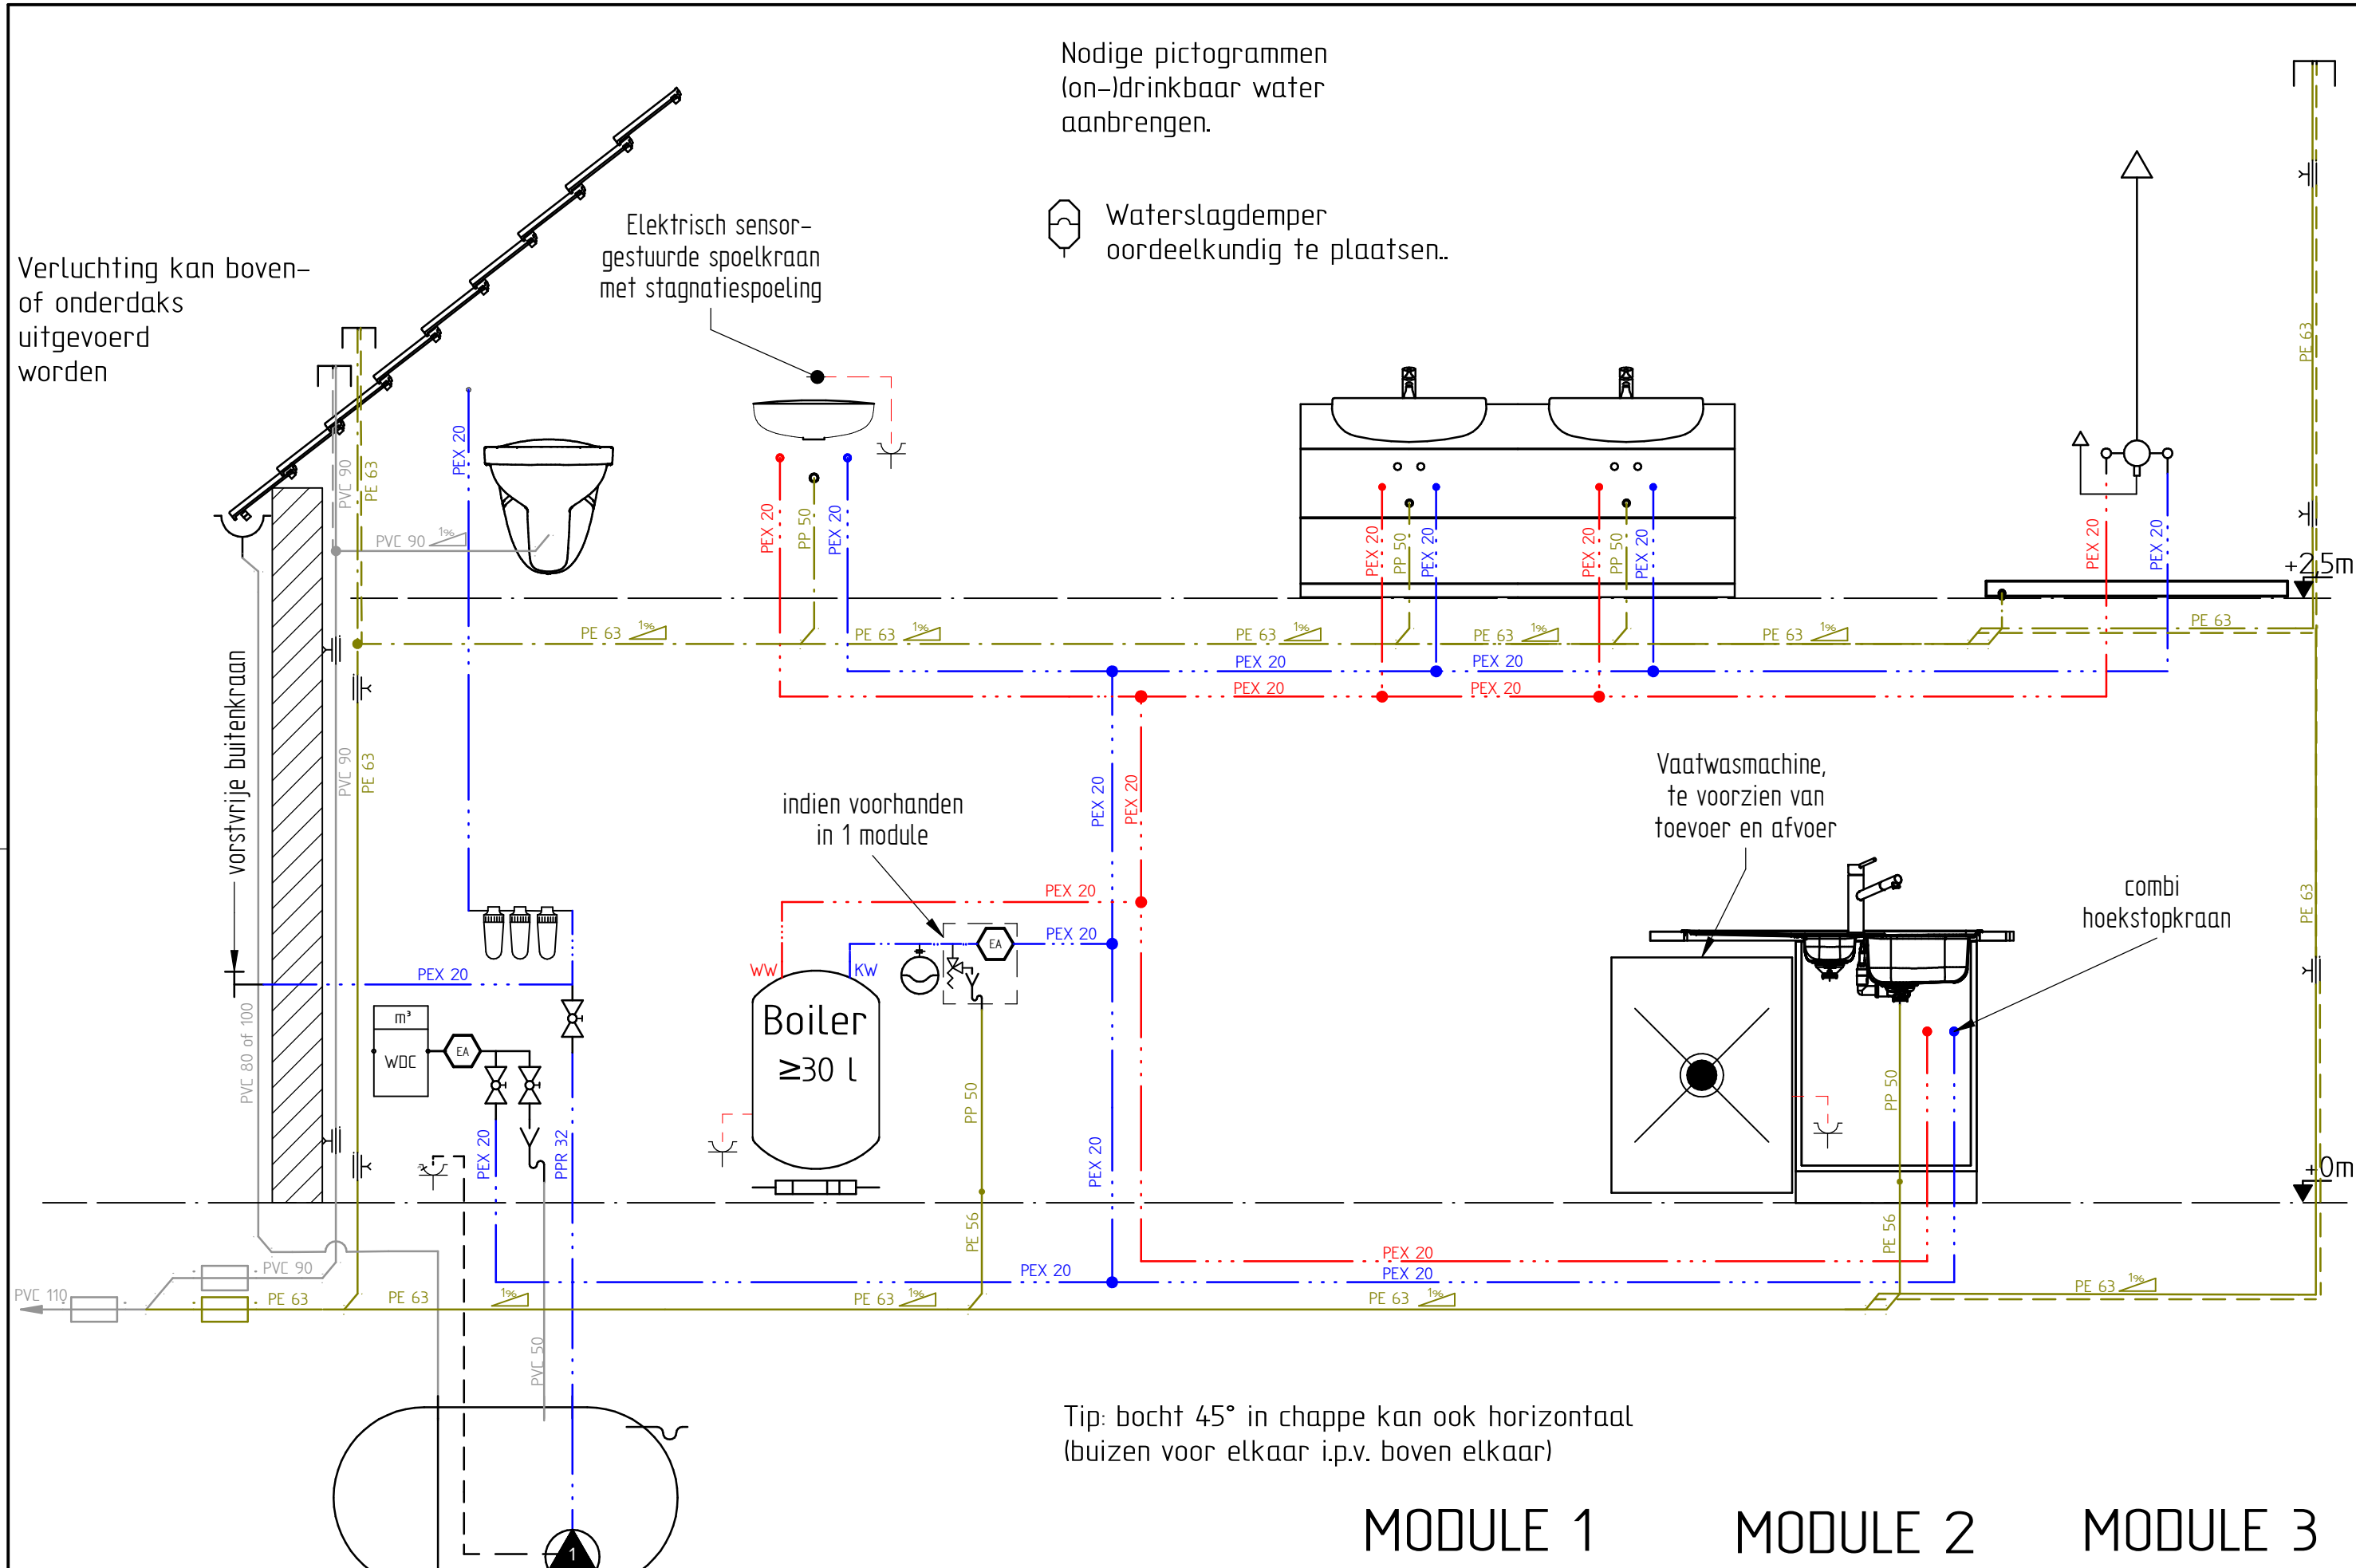 Nodige pictogrammen
(on-)drinkbaar water
aanbrengen.
Waterslagdemper
oordeelkundig te plaatsen..
Elektrisch sensor-
gestuurde spoelkraan
met stagnatiespoeling
Verluchting kan boven-
of onderdaks
uitgevoerd
worden
PE 63
PEX 20
PVC 90
PE 63
PVC 90 1%
PEX 20
PP 50
PEX 20
PEX 20
PP 50
PEX 20
PEX 20
PP 50
PEX 20
PEX 20
PEX 20
+2,5m
PE 63 1%
PE 63 1%
PE 63 1%
PE 63 1%
PE 63 1%
PE 63
PEX 20
PEX 20
PEX 20
PEX 20
vorstvrije buitenkraan
PVC 90
PE 63
indien voorhanden
in 1 module
PEX 20
PEX 20
Vaatwasmachine,
te voorzien van
toevoer en afvoer
combi
hoekstopkraan
PE 63
PEX 20
PEX 20
EA
WW
KW
PEX 20
PVC 80 of 100
m³
WDC
EA
Boiler
≥30 l
PP 50
PP 50
PEX 20
PPR 32
PEX 20
+0m
PE 56
PE 56
PVC 90
PEX 20
PEX 20
PEX 20
PVC 110
PE 63
PE 63 1%
PE 63 1%
PE 63 1%
PE 63 1%
PVC 50
Tip: bocht 45° in chappe kan ook horizontaal
(buizen voor elkaar i.p.v. boven elkaar)
MODULE 1
MODULE 2
MODULE 3
1